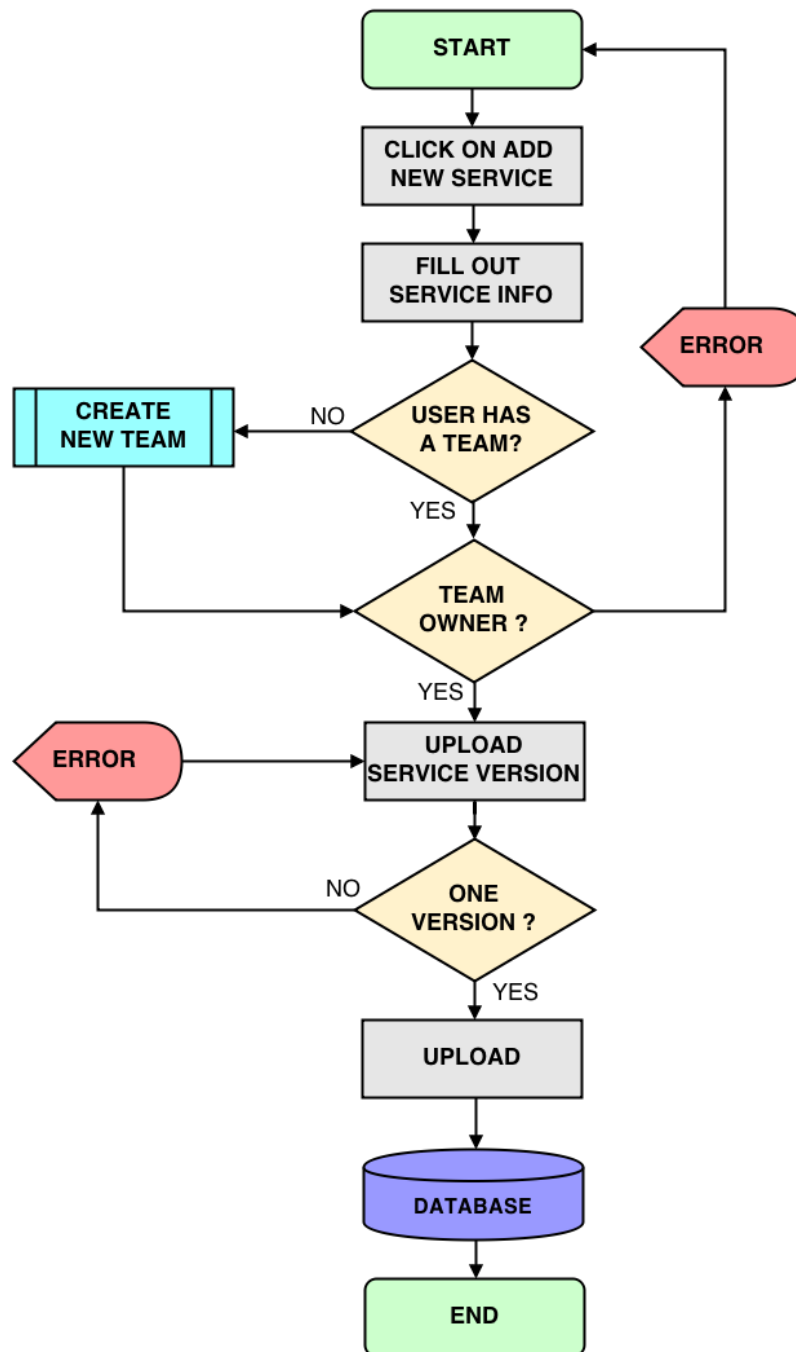 START
CLICK ON ADD
NEW SERVICE
FILL OUT
SERVICE INFO
ERROR
CREATE
NEW TEAM
NO
USER HAS
A TEAM?
YES
TEAM
OWNER ?
YES
ERROR
UPLOAD
SERVICE VERSION
NO
ONE
VERSION ?
YES
UPLOAD
DATABASE
END